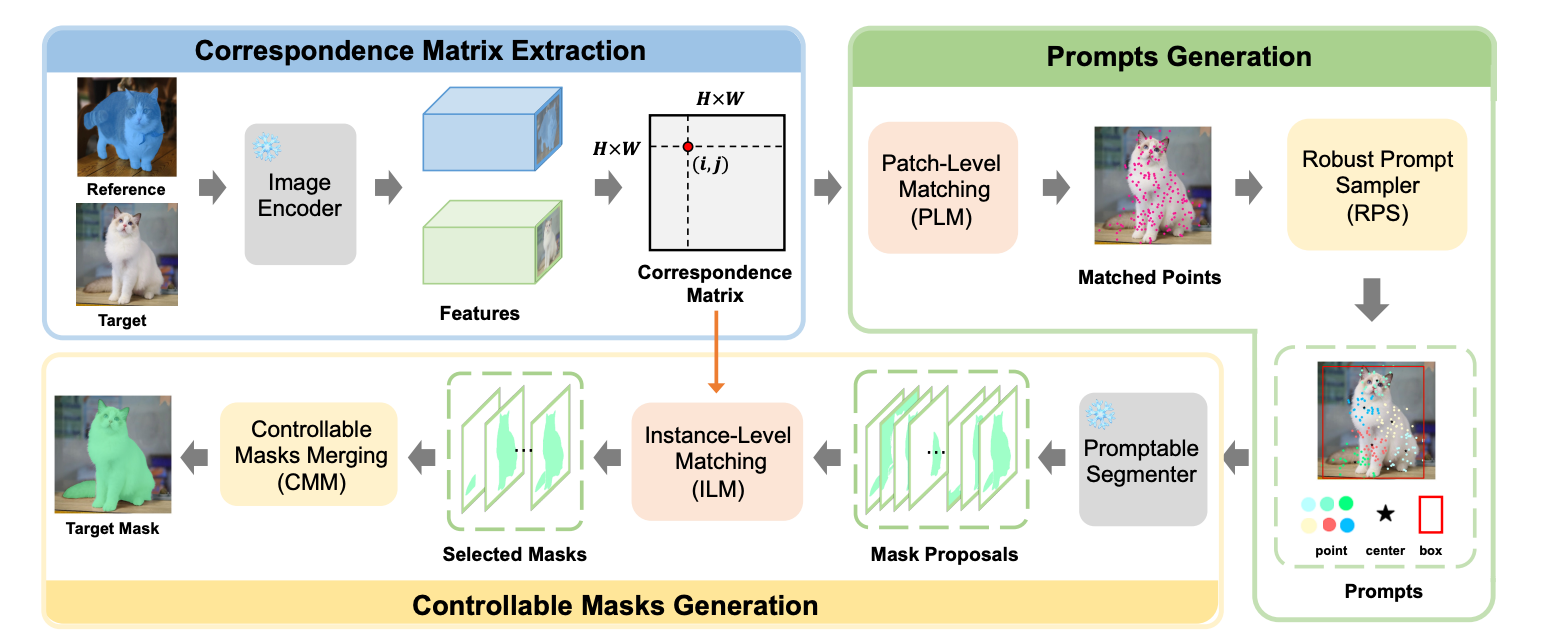 Correspondence Matrix Extraction
Reference
Target
Image
Encoder
Features
H×W
H×W
(i,j)
Correspondence
Matrix
Prompts Generation
Patch-Level
Matching
(PLM)
Matched Points
Robust Prompt
Sampler
(RPS)
point
center
box
Prompts
Promptable
Segmenter
...
Mask Proposals
Instance-Level
Matching
(ILM)
...
Selected Masks
Controllable
Masks Merging
(CMM)
Target Mask
Controllable Masks Generation